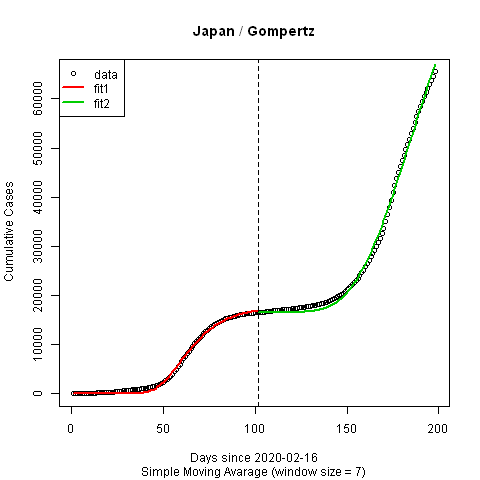 Japan / Gompertz
data
fit1
fit2
Cumulative Cases
60000
50000
40000
30000
20000
10000
0
0 50 100 150 200
Days since 2020-02-16
Simple Moving Avarage (window size = 7)